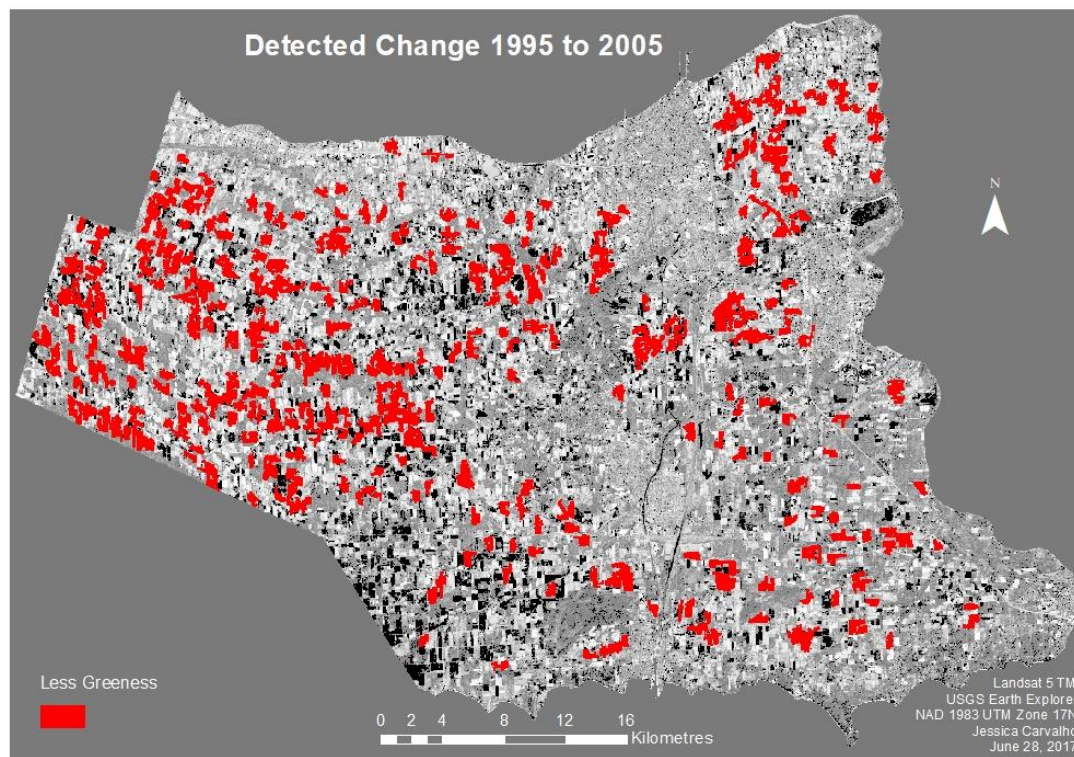 Detected Change 1995 to 2005
N
Less Greeness
0 2 4 8 12 16
Kilometres
Landsat 5 TM
USGS Earth Explorer
NAD 1983 UTM Zone 17N
Jessica Carvalho
June 28, 2017